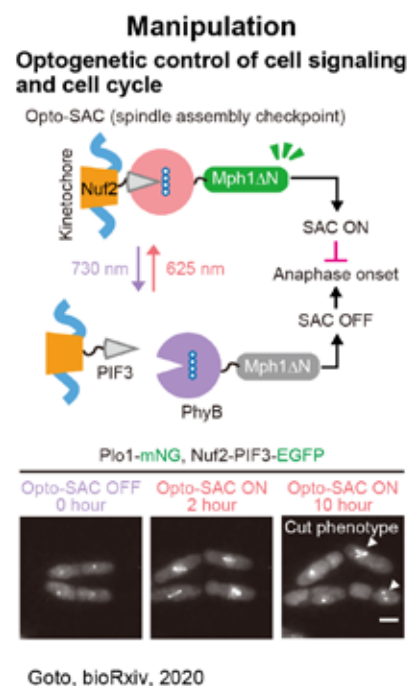 Manipulation
Optogenetic control of cell signaling
and cell cycle
Opto-SAC (spindle assembly checkpoint)
Kinetochore
Nuf2
Mph1ΔN
SAC ON
730 nm
625 nm
Anaphase onset
SAC OFF
PIF3
Mph1ΔN
PhyB
Plo1-mNG, Nuf2-PIF3-EGFP
Opto-SAC OFF Opto-SAC ON Opto-SAC ON
0 hour 2 hour 10 hour
Cut phenotype
Goto, bioRxiv, 2020